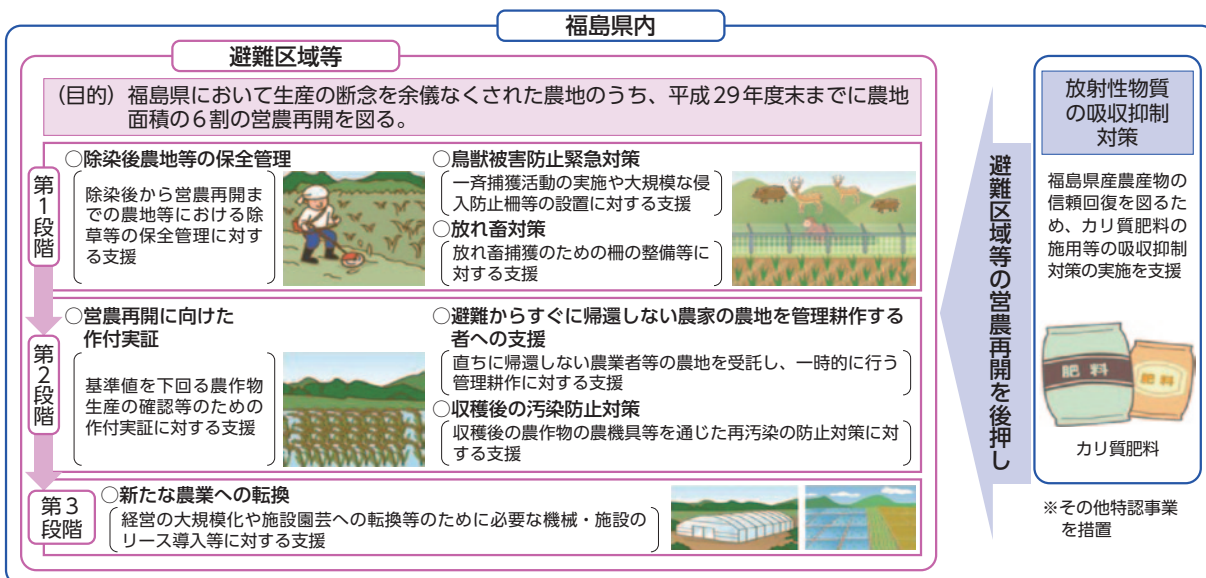 福島県内
避難区域等
（目的）福島県において生産の断念を余儀なくされた農地のうち、平成29年度末までに農地
面積の6割の営農再開を図る。
第1段階
○除染後農地等の保全管理
除染後から営農再開ま
での農地等における除
草等の保全管理に対す
る支援
○鳥獣被害防止緊急対策
一斉捕獲活動の実施や大規模な侵
入防止柵等の設置に対する支援
○放れ畜対策
放れ畜捕獲のための柵の整備等に
対する支援
第2段階
○営農再開に向けた
作付実証
基準値を下回る農作物
生産の確認等のための
作付実証に対する支援
○避難からすぐに帰還しない農家の農地を管理耕作する
者への支援
直ちに帰還しない農業者等の農地を受託し、一時的に行う
管理耕作に対する支援
○収穫後の汚染防止対策
収穫後の農作物の農機具等を通じた再汚染の防止対策に対
する支援
第3
段階
○新たな農業への転換
経営の大規模化や施設園芸への転換等のために必要な機械・施設の
リース導入等に対する支援
避難区域等の営農再開を後押し
放射性物質
の吸収抑制
対策
福島県産農産物の
信頼回復を図るた
め、カリ質肥料の
施用等の吸収抑制
対策の実施を支援
肥料
肥料
カリ質肥料
※その他特認事業
を措置